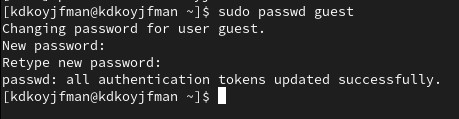 [kdkoyjfman@kdkoyjfman ~]$ sudo passwd guest
Changing password for user guest.
New password:
Retype new password:
passwd: all authentication tokens updated successfully.
[kdkoyjfman@kdkoyjfman ~]$